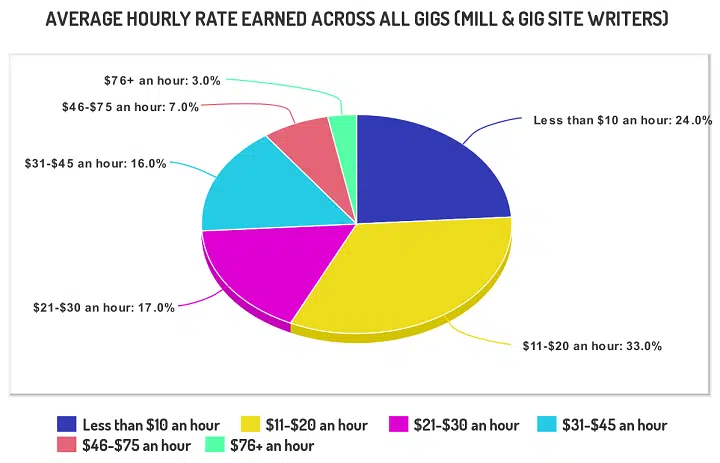 AVERAGE HOURLY RATE EARNED ACROSS ALL GIGS (MILL & GIG SITE WRITERS)
$76+ an hour: 3.0%
$46-$75 an hour: 7.0%
Less than $10 an hour: 24.0%
$31-$45 an hour: 16.0%
$21-$30 an hour: 17.0%
$11-$20 an hour: 33.0%
Less than $10 an hour $11-$20 an hour $21-$30 an hour $31-$45 an hour
$46-$75 an hour $76+ an hour